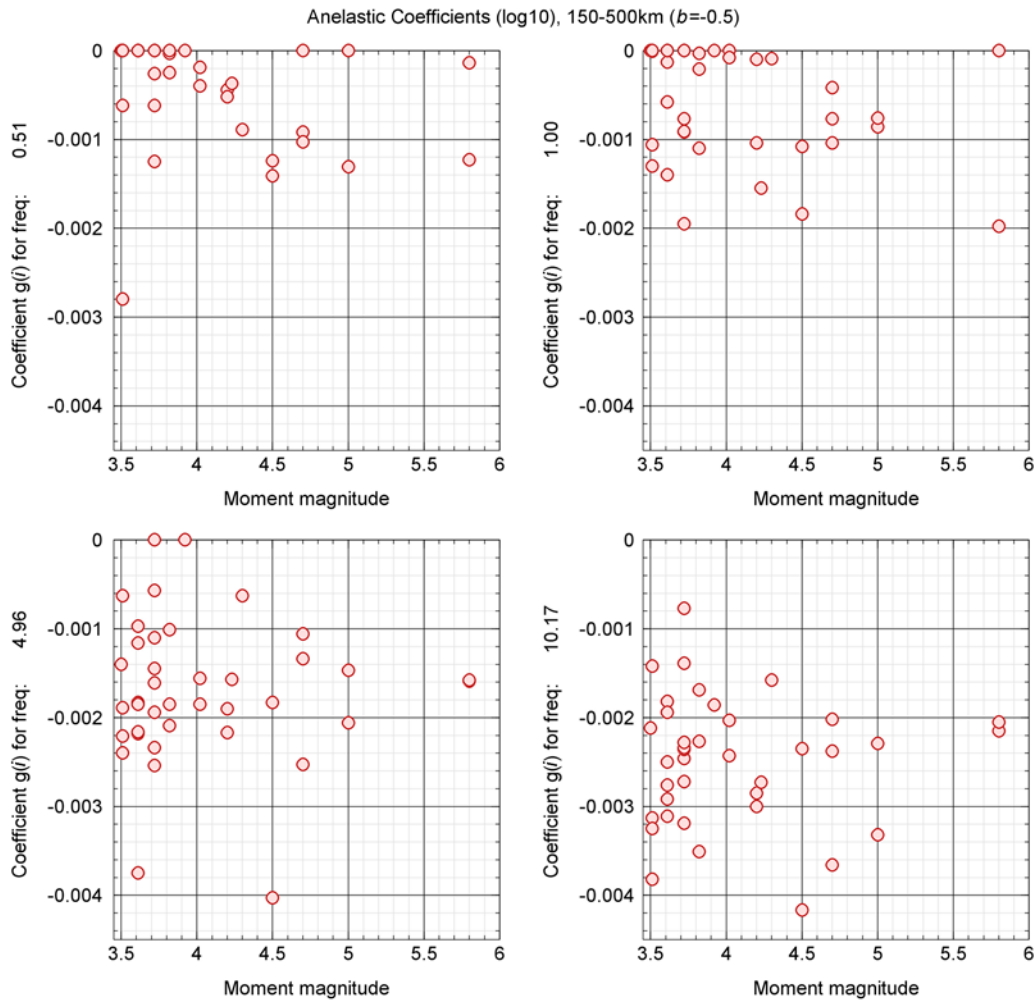 Anelastic Coefficients (log10), 150-500km (b=-0.5)
0
-0.001
-0.002
-0.003
-0.004
Coefficient g(i) for freq: 0.51
3.5 4 4.5 5 5.5 6
Moment magnitude
0
-0.001
-0.002
-0.003
-0.004
Coefficient g(i) for freq: 1.00
3.5 4 4.5 5 5.5 6
Moment magnitude
0
-0.001
-0.002
-0.003
-0.004
Coefficient g(i) for freq: 4.96
3.5 4 4.5 5 5.5 6
Moment magnitude
0
-0.001
-0.002
-0.003
-0.004
Coefficient g(i) for freq: 10.17
3.5 4 4.5 5 5.5 6
Moment magnitude